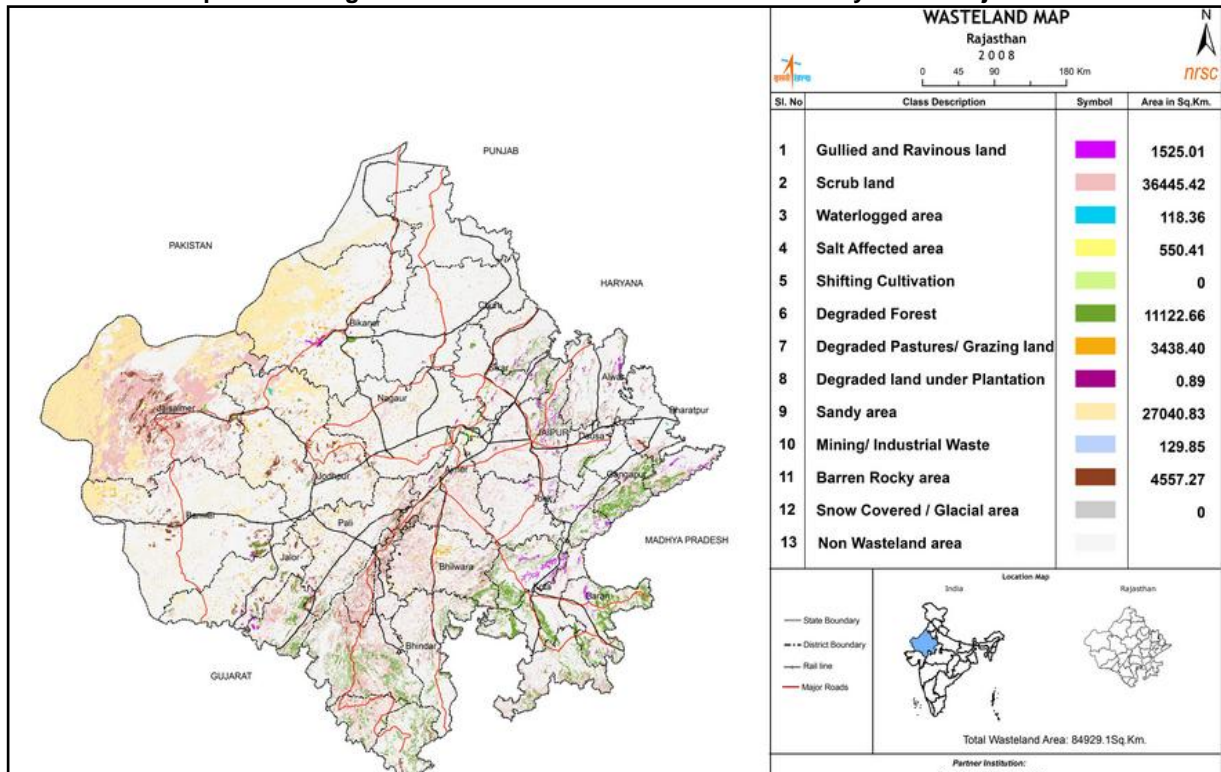 WASTELAND MAP
Rajasthan
2008
N
0 45 90 180 Km
nrsc
Sl. No Class Description Symbol Area in Sq.Km.
1 Gullied and Ravinous land 1525.01
2 Scrub land 36445.42
3 Waterlogged area 118.36
4 Salt Affected area 550.41
5 Shifting Cultivation 0
6 Degraded Forest 11122.66
7 Degraded Pastures/ Grazing land 3438.40
8 Degraded land under Plantation 0.89
9 Sandy area 27040.83
10 Mining/ Industrial Waste 129.85
11 Barren Rocky area 4557.27
12 Snow Covered / Glacial area 0
13 Non Wasteland area
PUNJAB
PAKISTAN
HARYANA
Churu
Bikaner
Sikar
Alwar
Nagaur
Jaisalmer
Bharatpur
JAIPUR
Dausa
Ajmer
Jodhpur
Gangapur
Tonk
Barmer
Pali
MADHYA PRADESH
Jalor
Bhilwara
Kota
Baran
Bhindar
GUJARAT
Location Map
India
Rajasthan
State Boundary
District Boundary
Rail line
Major Roads
Total Wasteland Area: 84929.1Sq.Km.
Partner Institution: